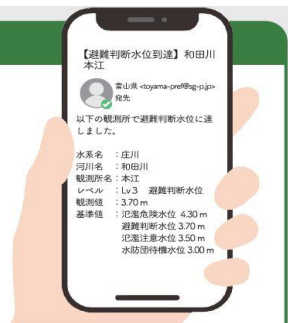 【避難判断水位到達】和田川
本江
富山県 <toyama-pref@sg-p.jp>
宛先
以下の観測所で避難判断水位に達
しました。
水系名　：庄川
河川名　：和田川
観測所名：本江
レベル　：Lv3　避難判断水位
観測値　：3.70 m
基準値　：氾濫危険水位 4.30 m
避難判断水位 3.70 m
氾濫注意水位 3.50 m
水防団待機水位 3.00 m